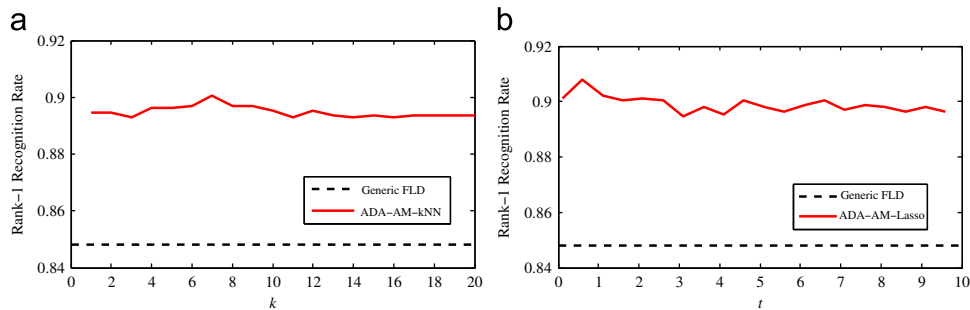 a
0.92
0.9
0.88
0.86
0.84
Rank-1 Recognition Rate
Generic FLD
ADA-AM-kNN
0 2 4 6 8 10 12 14 16 18 20
k
b
0.92
0.9
0.88
0.86
0.84
Rank-1 Recognition Rate
Generic FLD
ADA-AM-Lasso
0 1 2 3 4 5 6 7 8 9 10
t